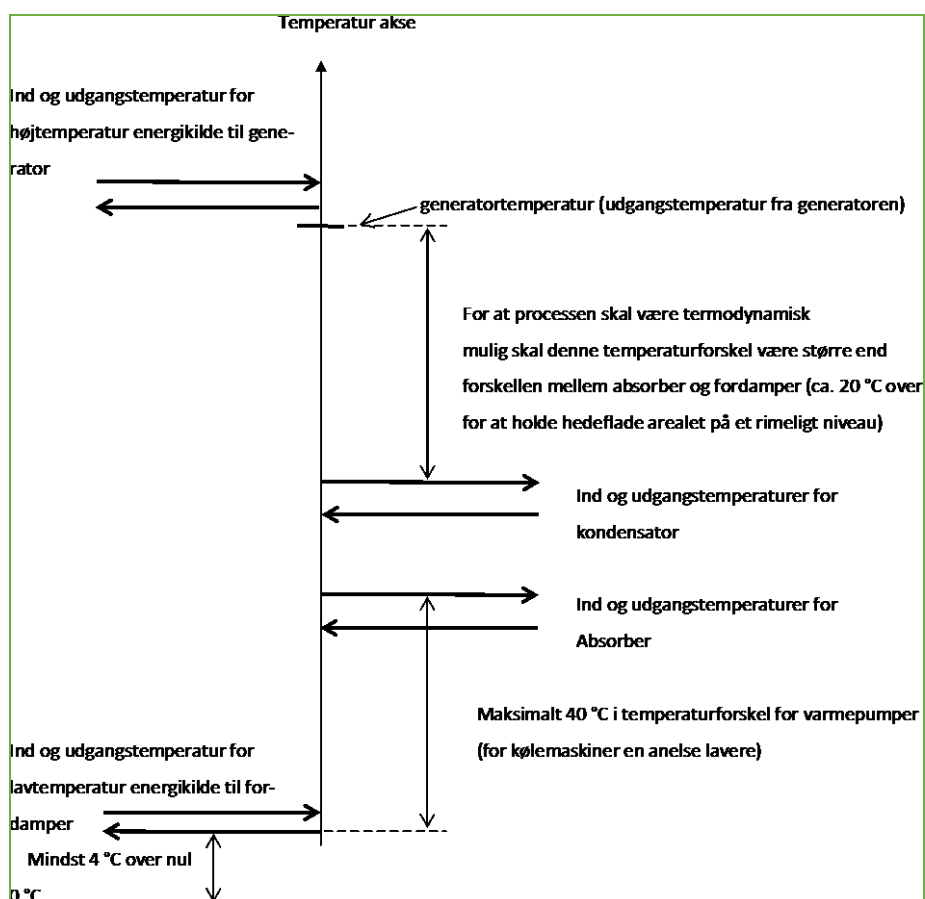 Temperatur akse
Ind og udgangstemperatur for
højtemperatur energikilde til gene-
rator
generatortemperatur (udgangstemperatur fra generatoren)
For at processen skal være termodynamisk
mulig skal denne temperaturforskel være større end
forskellen mellem absorber og fordamper (ca. 20 °C over
for at holde hedeflade arealet på et rimeligt niveau)
Ind og udgangstemperaturer for
kondensator
Ind og udgangstemperaturer for
Absorber
Maksimalt 40 °C i temperaturforskel for varmepumper
(for kølemaskiner en anelse lavere)
Ind og udgangstemperatur for
lavtemperatur energikilde til for-
damper
Mindst 4 °C over nul
0 °C